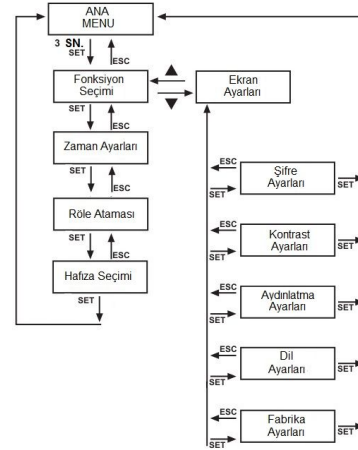 ANA
MENU
3 SN.
SET
ESC
Fonksiyon
Seçimi
Ekran
Ayarları
SET
ESC
Zaman Ayarları
SET
ESC
Röle Ataması
SET
ESC
Hafıza Seçimi
SET
ESC
Şifre
Ayarları
SET
SET
ESC
Kontrast
Ayarları
SET
SET
ESC
Aydınlatma
Ayarları
SET
SET
ESC
Dil
Ayarları
SET
SET
ESC
Fabrika
Ayarları
SET
SET